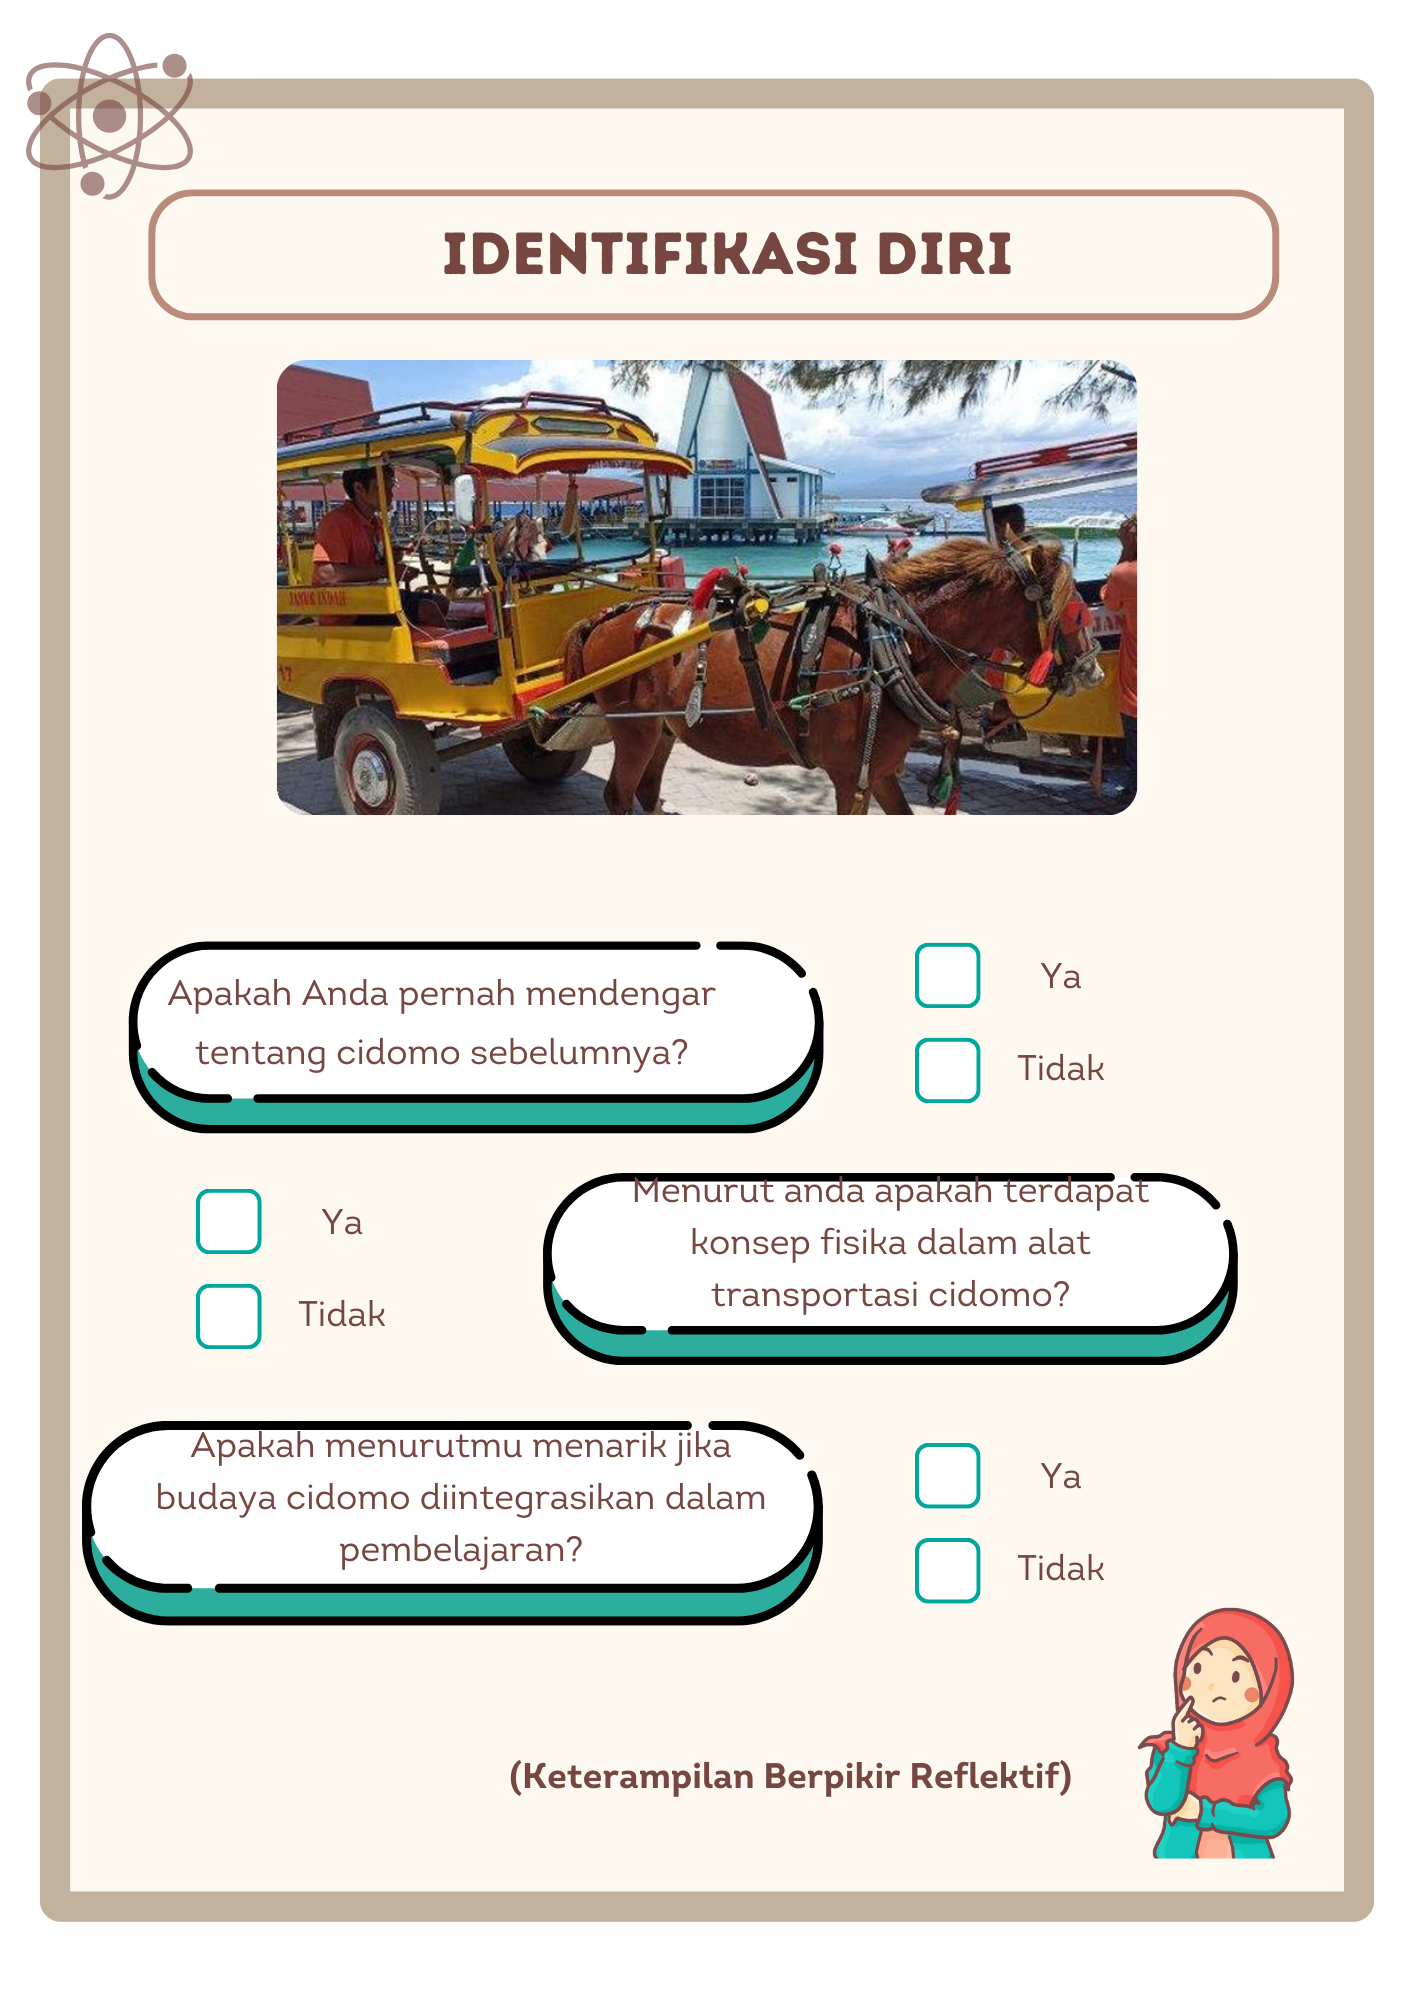 IDENTIFIKASI DIRI
JANUR INDAH
17
JAN
Apakah Anda pernah mendengar
tentang cidomo sebelumnya?
Ya
Tidak
Menurut anda apakah terdapat
konsep fisika dalam alat
transportasi cidomo?
Ya
Tidak
Apakah menurutmu menarik jika
budaya cidomo diintegrasikan dalam
pembelajaran?
Ya
Tidak
(Keterampilan Berpikir Reflektif)